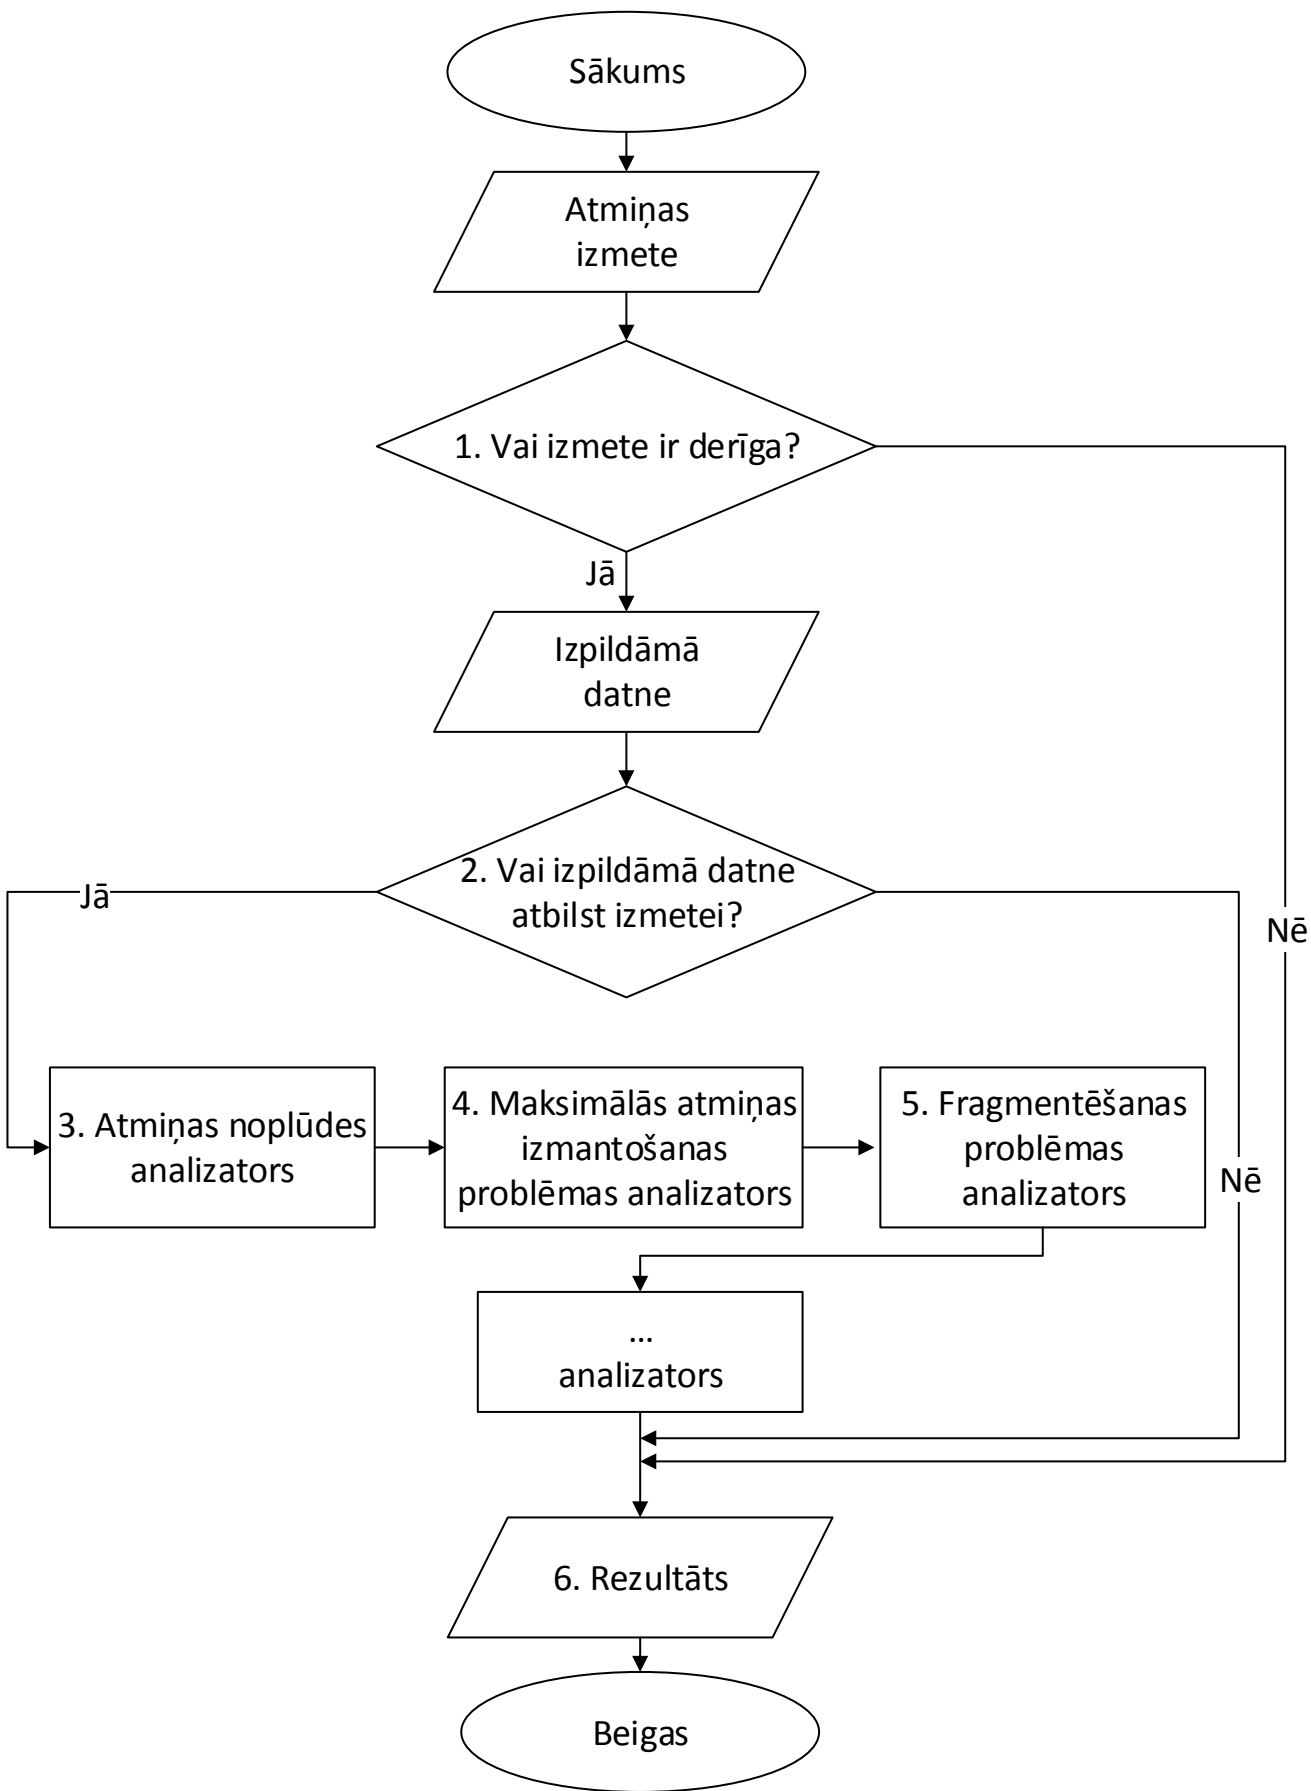 Sākums
Atmiņas
izmete
1. Vai izmete ir derīga?
Jā
Izpildāmā
datne
2. Vai izpildāmā datne
atbilst izmetei?
Jā
Nē
3. Atmiņas noplūdes
analizators
4. Maksimālās atmiņas
izmantošanas
problēmas analizators
5. Fragmentēšanas
problēmas
analizators
Nē
...
analizators
6. Rezultāts
Beigas